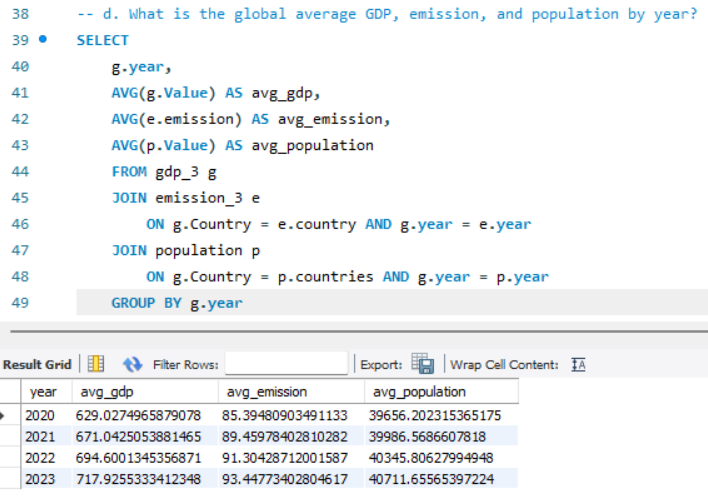 38 -- d. What is the global average GDP, emission, and population by year?
39 SELECT
40 g.year,
41 AVG(g.Value) AS avg_gdp,
42 AVG(e.emission) AS avg_emission,
43 AVG(p.Value) AS avg_population
44 FROM gdp_3 g
45 JOIN emission_3 e
46 ON g.Country = e.country AND g.year = e.year
47 JOIN population p
48 ON g.Country = p.countries AND g.year = p.year
49 GROUP BY g.year
Result Grid Filter Rows: Export: Wrap Cell Content:
year avg_gdp avg_emission avg_population
2020 629.0274965879078 85.39480903491133 39656.202315365175
2021 671.0425053881465 89.45978402810282 39986.5686607818
2022 694.6001345356871 91.30428712001587 40345.80627994948
2023 717.9255333412348 93.44773402804617 40711.65565397224